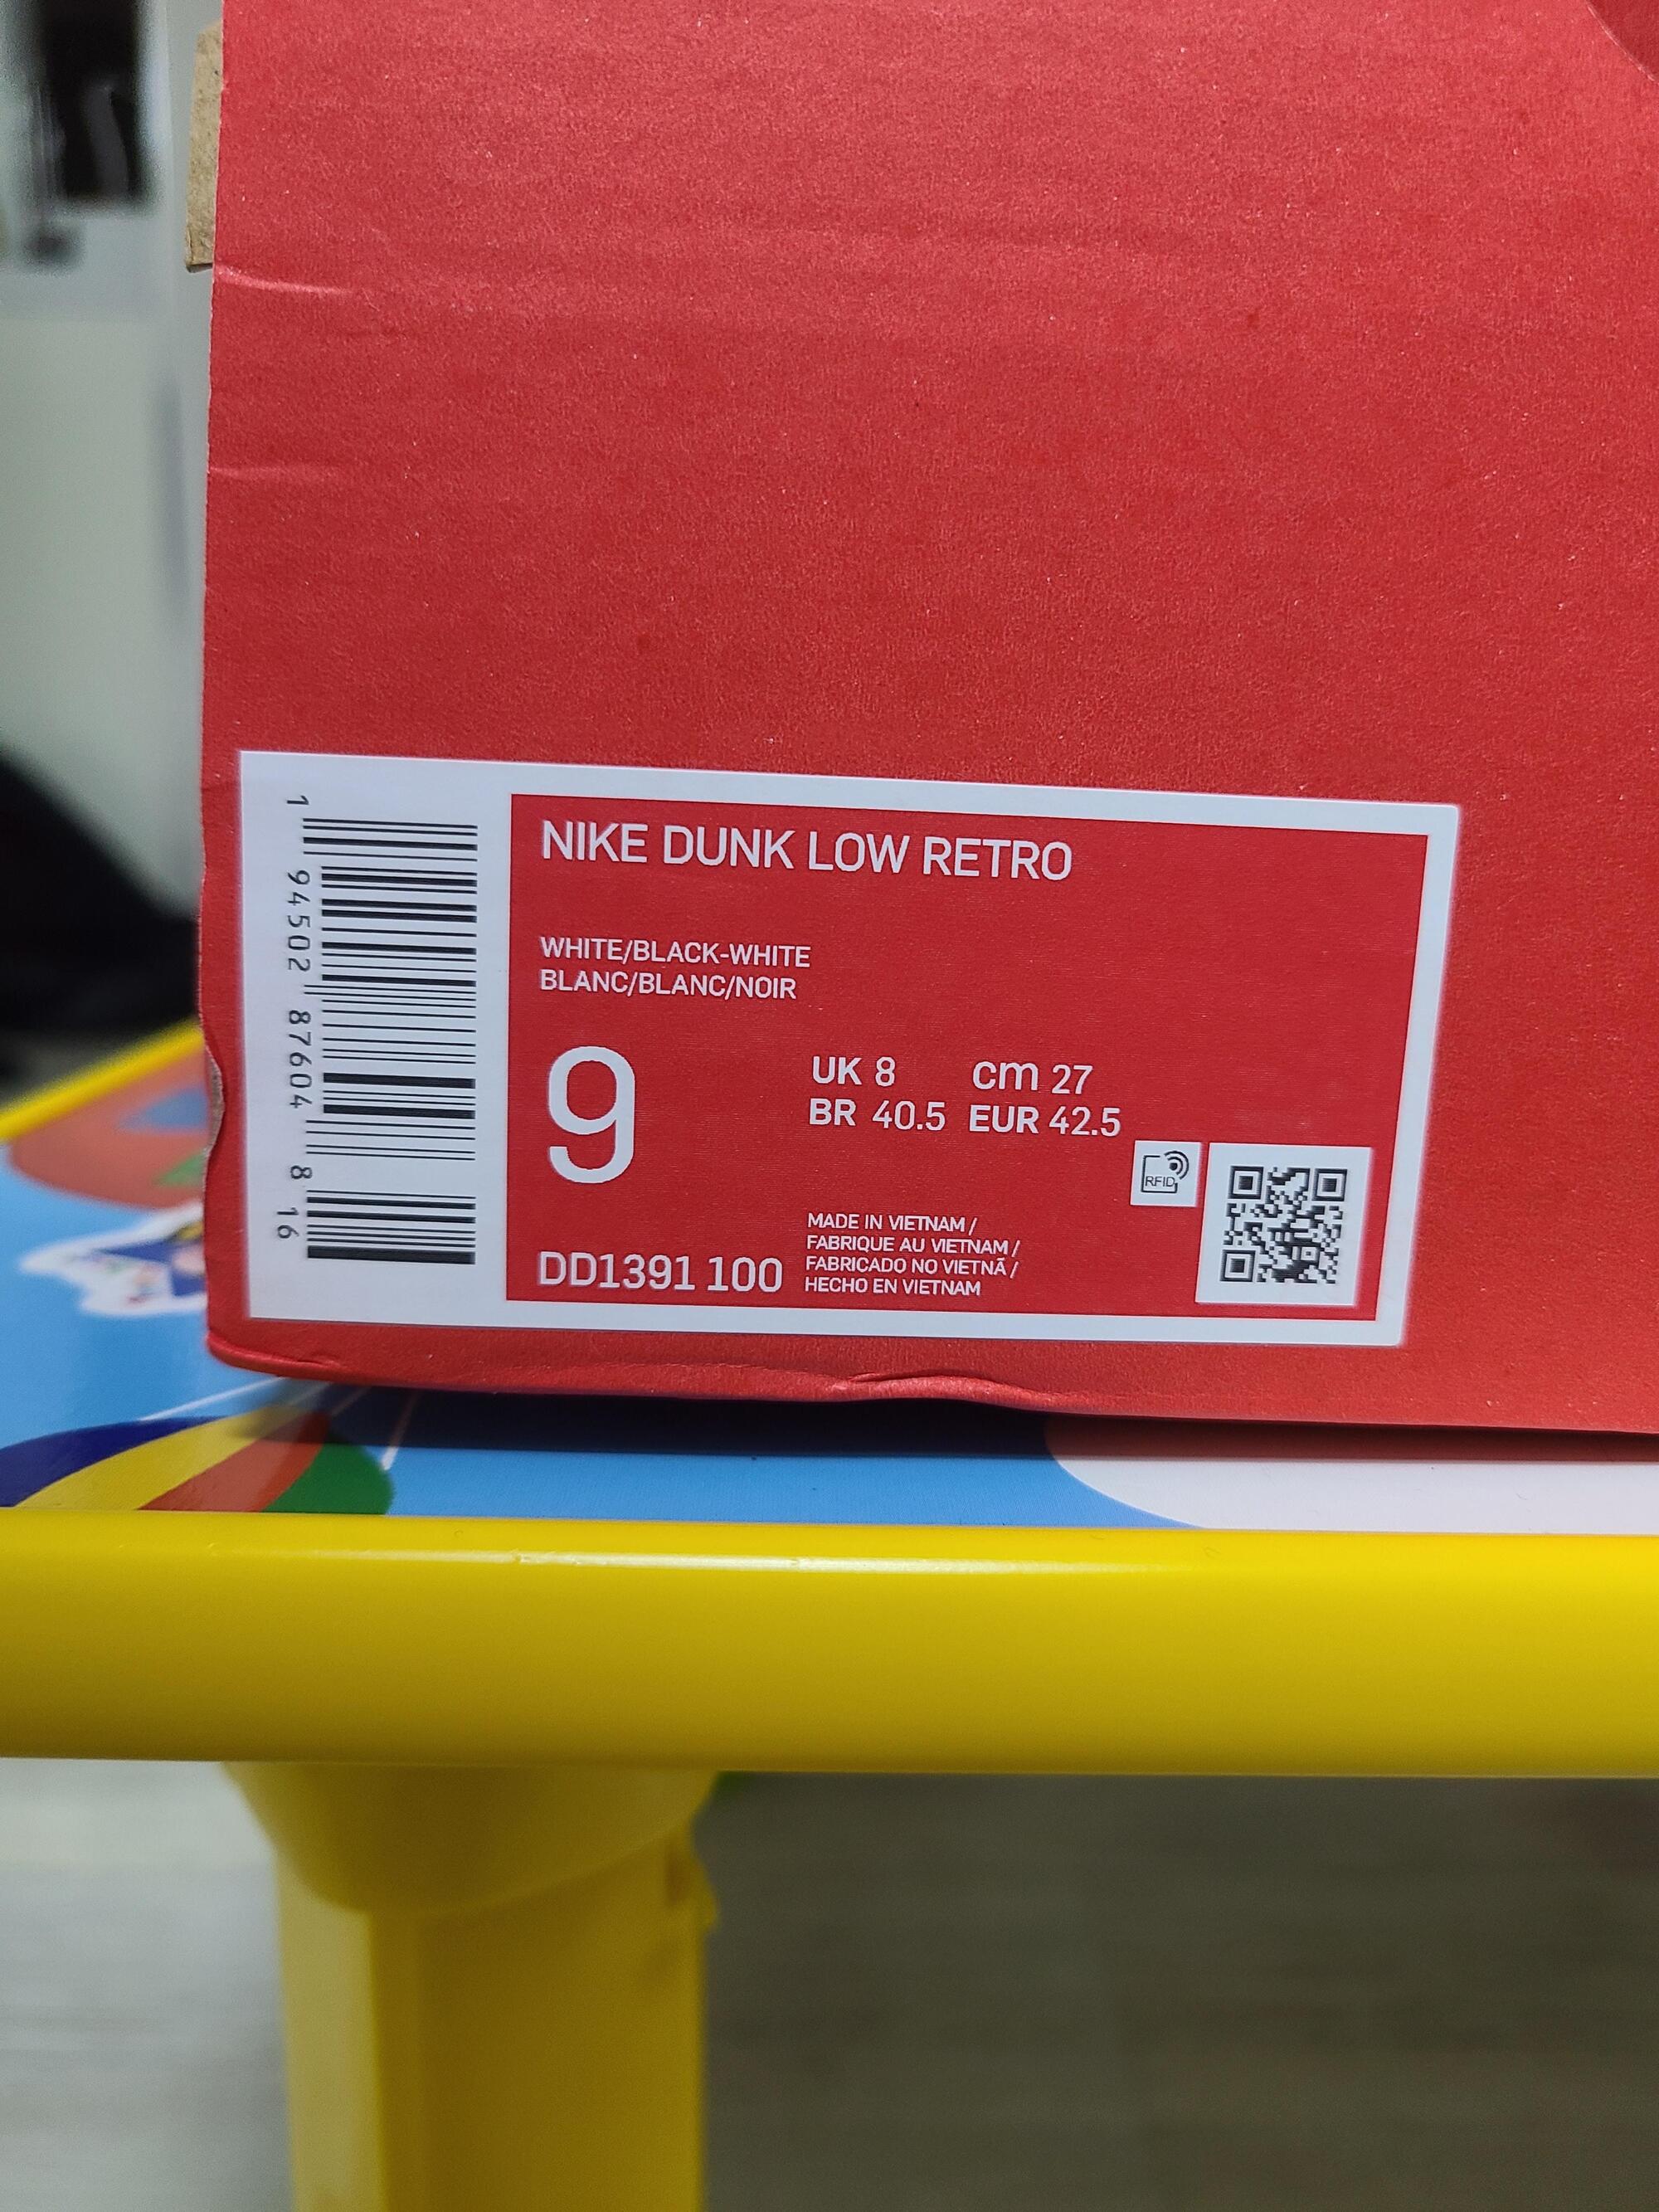 1 94502 87604 8 16
NIKE DUNK LOW RETRO
WHITE/BLACK-WHITE
BLANC/BLANC/NOIR
9
UK 8 cm 27
BR 40.5 EUR 42.5
RFID
DD1391 100
MADE IN VIETNAM /
FABRIQUE AU VIETNAM /
FABRICADO NO VIETNÃ /
HECHO EN VIETNAM